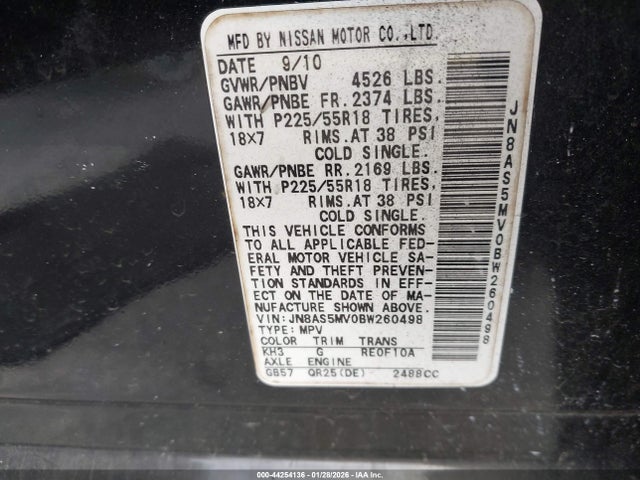 MFD BY NISSAN MOTOR CO.,LTD.
DATE 9/10
GVWR/PNBV 4526 LBS.
GAWR/PNBE FR. 2374 LBS.
WITH P225/55R18 TIRES,
18X7 RIMS. AT 38 PSI
COLD SINGLE.
GAWR/PNBE RR. 2169 LBS.
WITH P225/55R18 TIRES,
18X7 RIMS. AT 38 PSI
COLD SINGLE.
THIS VEHICLE CONFORMS
TO ALL APPLICABLE FED-
ERAL MOTOR VEHICLE SA-
FETY AND THEFT PREVEN-
TION STANDARDS IN EFF-
ECT ON THE DATE OF MA-
NUFACTURE SHOWN ABOVE.
VIN: JN8AS5MV0BW260498
TYPE: MPV
COLOR TRIM TRANS
KH3 G RE0F10A
AXLE ENGINE
GB57 QR25(DE) 2488CC
JN8AS5MV0BW260498
000-44254136 | 01/28/2026 - IAA Scan